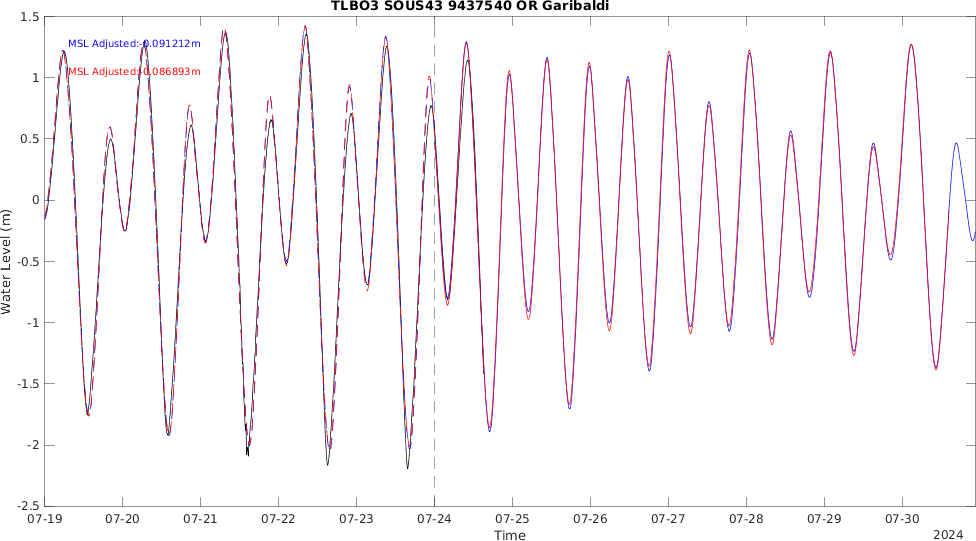 TLBO3 SOUS43 9437540 OR Garibaldi
MSL Adjusted:-0.091212m
MSL Adjusted:-0.086893m
Water Level (m)
1.5
1
0.5
0
-0.5
-1
-1.5
-2
-2.5
07-19 07-20 07-21 07-22 07-23 07-24 07-25 07-26 07-27 07-28 07-29 07-30
Time
2024